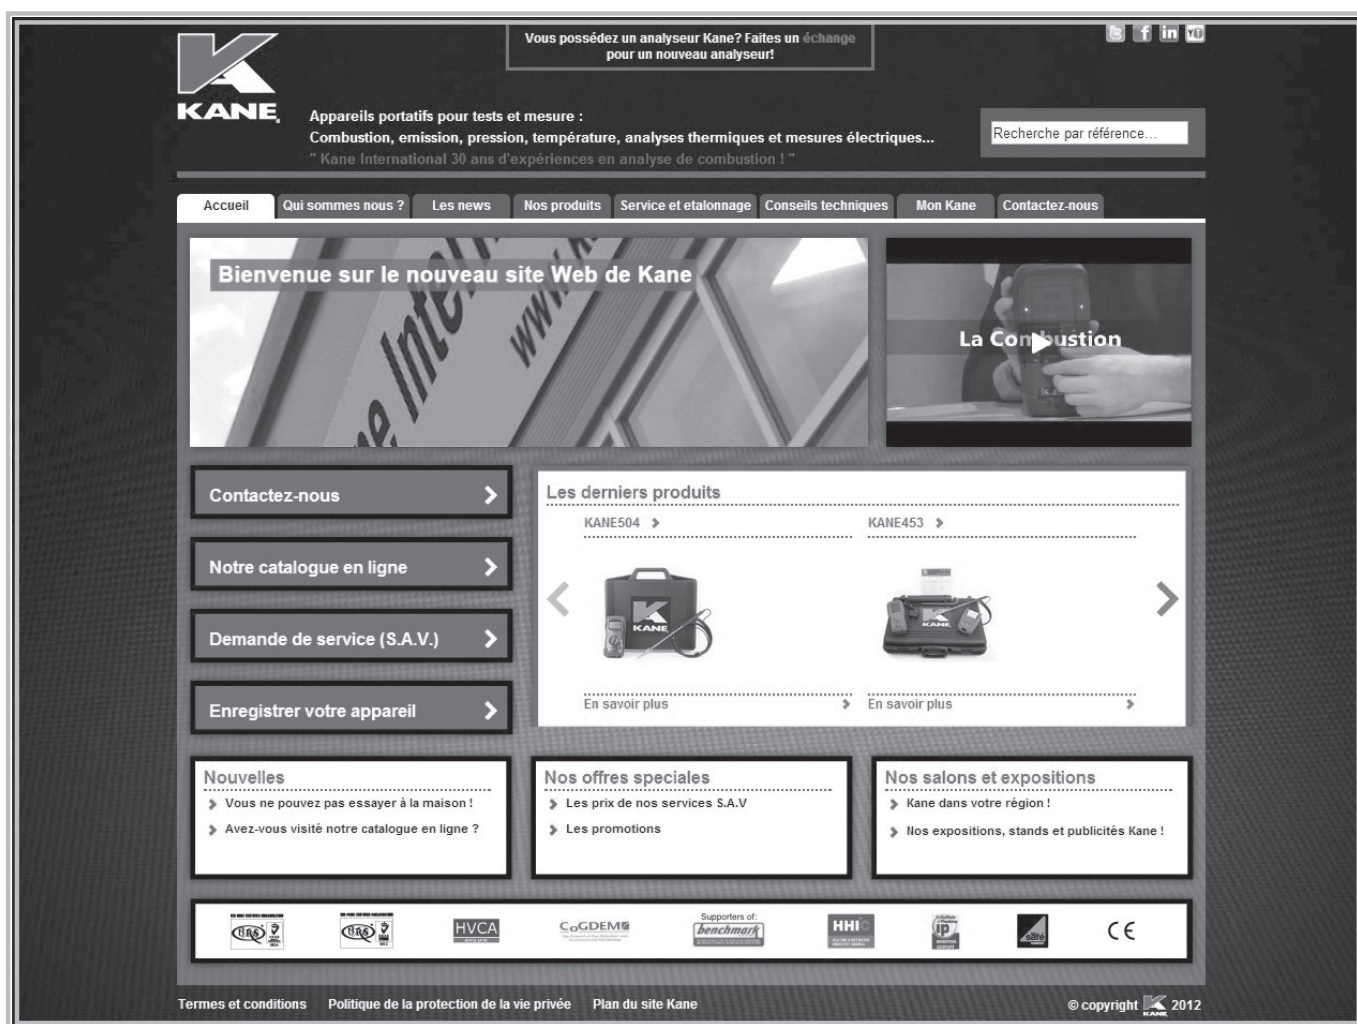 Vous possédez un analyseur Kane? Faites un échange
pour un nouveau analyseur!
KANE
Appareils portatifs pour tests et mesure :
Combustion, emission, pression, température, analyses thermiques et mesures électriques...
" Kane International 30 ans d'expériences en analyse de combustion ! "
Recherche par référence...
Accueil Qui sommes nous ? Les news Nos produits Service et etalonnage Conseils techniques Mon Kane Contactez-nous
Bienvenue sur le nouveau site Web de Kane
La Combustion
Contactez-nous
Notre catalogue en ligne
Demande de service (S.A.V.)
Enregistrer votre appareil
Les derniers produits
KANE504 KANE453
KANE KANE
En savoir plus En savoir plus
Nouvelles
Vous ne pouvez pas essayer à la maison !
Avez-vous visité notre catalogue en ligne ?
Nos offres speciales
Les prix de nos services S.A.V
Les promotions
Nos salons et expositions
Kane dans votre région !
Nos expositions, stands et publicités Kane !
HVCA
CoGDEM
Supporters of:
benchmark
HHIC
ip
safe
CE
Termes et conditions Politique de la protection de la vie privée Plan du site Kane
© copyright KANE 2012